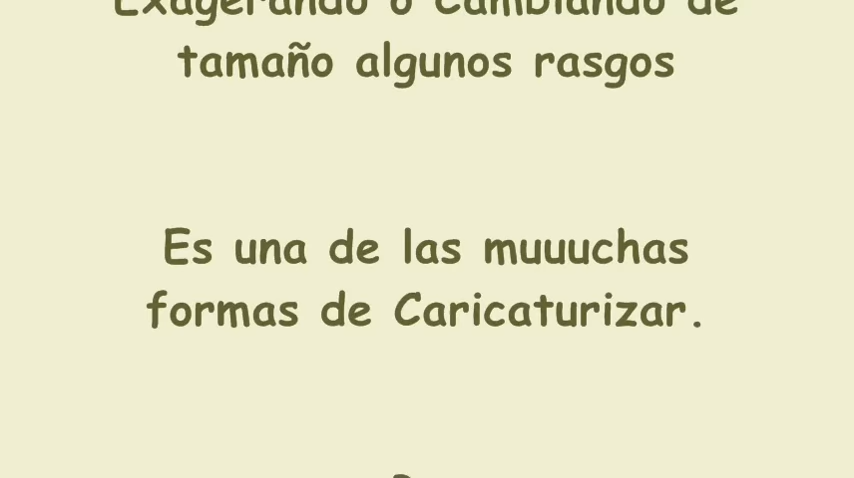 Exagerando o Cambiando de
tamaño algunos rasgos
Es una de las muuuchas
formas de Caricaturizar.